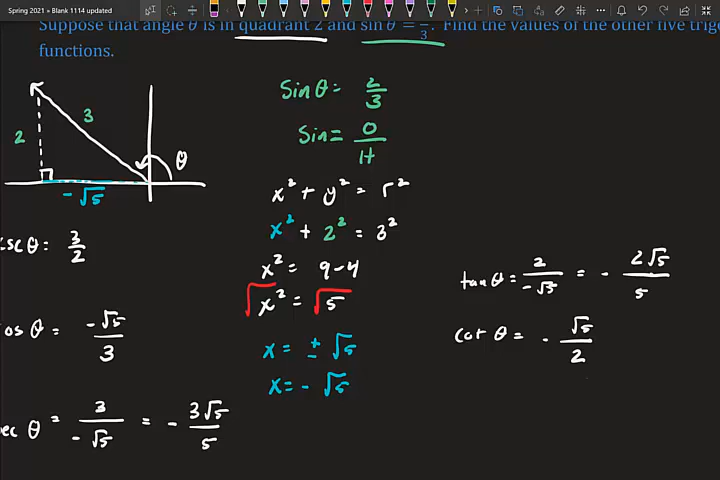 Spring 2021 » Blank 1114 updated
Suppose that angle θ is in quadrant 2 and sin θ = /3. Find the values of the other five
functions.
2
3
θ
-√5
sin θ = 2/3
sin = O/H
x² + y² = r²
x² + 2² = 3²
x² = 9-4
√x² = √5
x = ± √5
x = - √5
csc θ = 3/2
os θ = -√5/3
ec θ = 3/-√5 = - 3√5/5
tan θ = 2/-√5 = - 2√5/5
cot θ = - √5/2